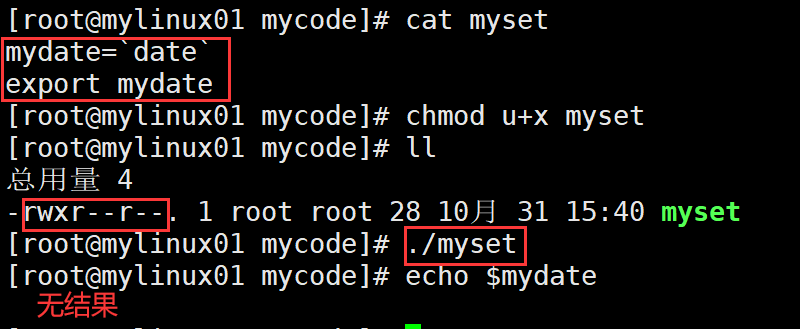 [root@mylinux01 mycode]# cat myset
mydate=`date`
export mydate
[root@mylinux01 mycode]# chmod u+x myset
[root@mylinux01 mycode]# ll
总用量 4
-rwxr--r--. 1 root root 28 10月 31 15:40 myset
[root@mylinux01 mycode]# ./myset
[root@mylinux01 mycode]# echo $mydate
无结果